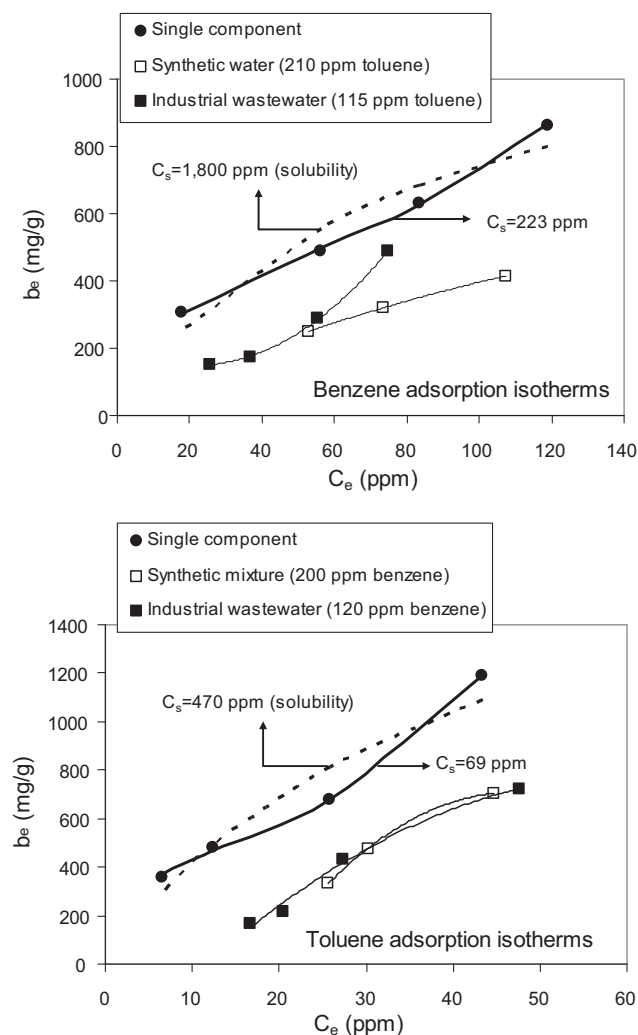 Single component
Synthetic water (210 ppm toluene)
Industrial wastewater (115 ppm toluene)
1000
800
600
400
200
0
be (mg/g)
Cs=1,800 ppm (solubility)
Cs=223 ppm
Benzene adsorption isotherms
0 20 40 60 80 100 120 140
Ce (ppm)
Single component
Synthetic mixture (200 ppm benzene)
Industrial wastewater (120 ppm benzene)
1400
1200
1000
800
600
400
200
0
be (mg/g)
Cs=470 ppm (solubility)
Cs=69 ppm
Toluene adsorption isotherms
0 10 20 30 40 50 60
Ce (ppm)